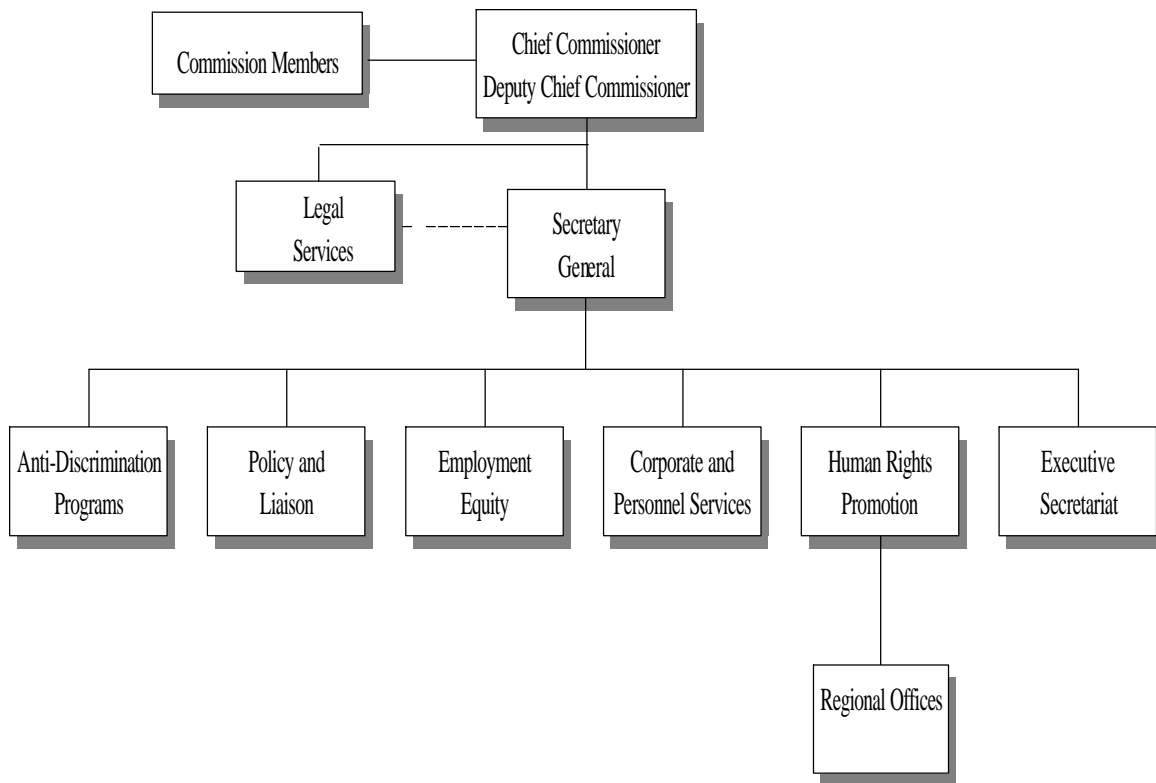 Commission Members
Chief Commissioner
Deputy Chief Commissioner
Legal
Services
Secretary
General
Anti-Discrimination
Programs
Policy and
Liaison
Employment
Equity
Corporate and
Personnel Services
Human Rights
Promotion
Executive
Secretariat
Regional Offices